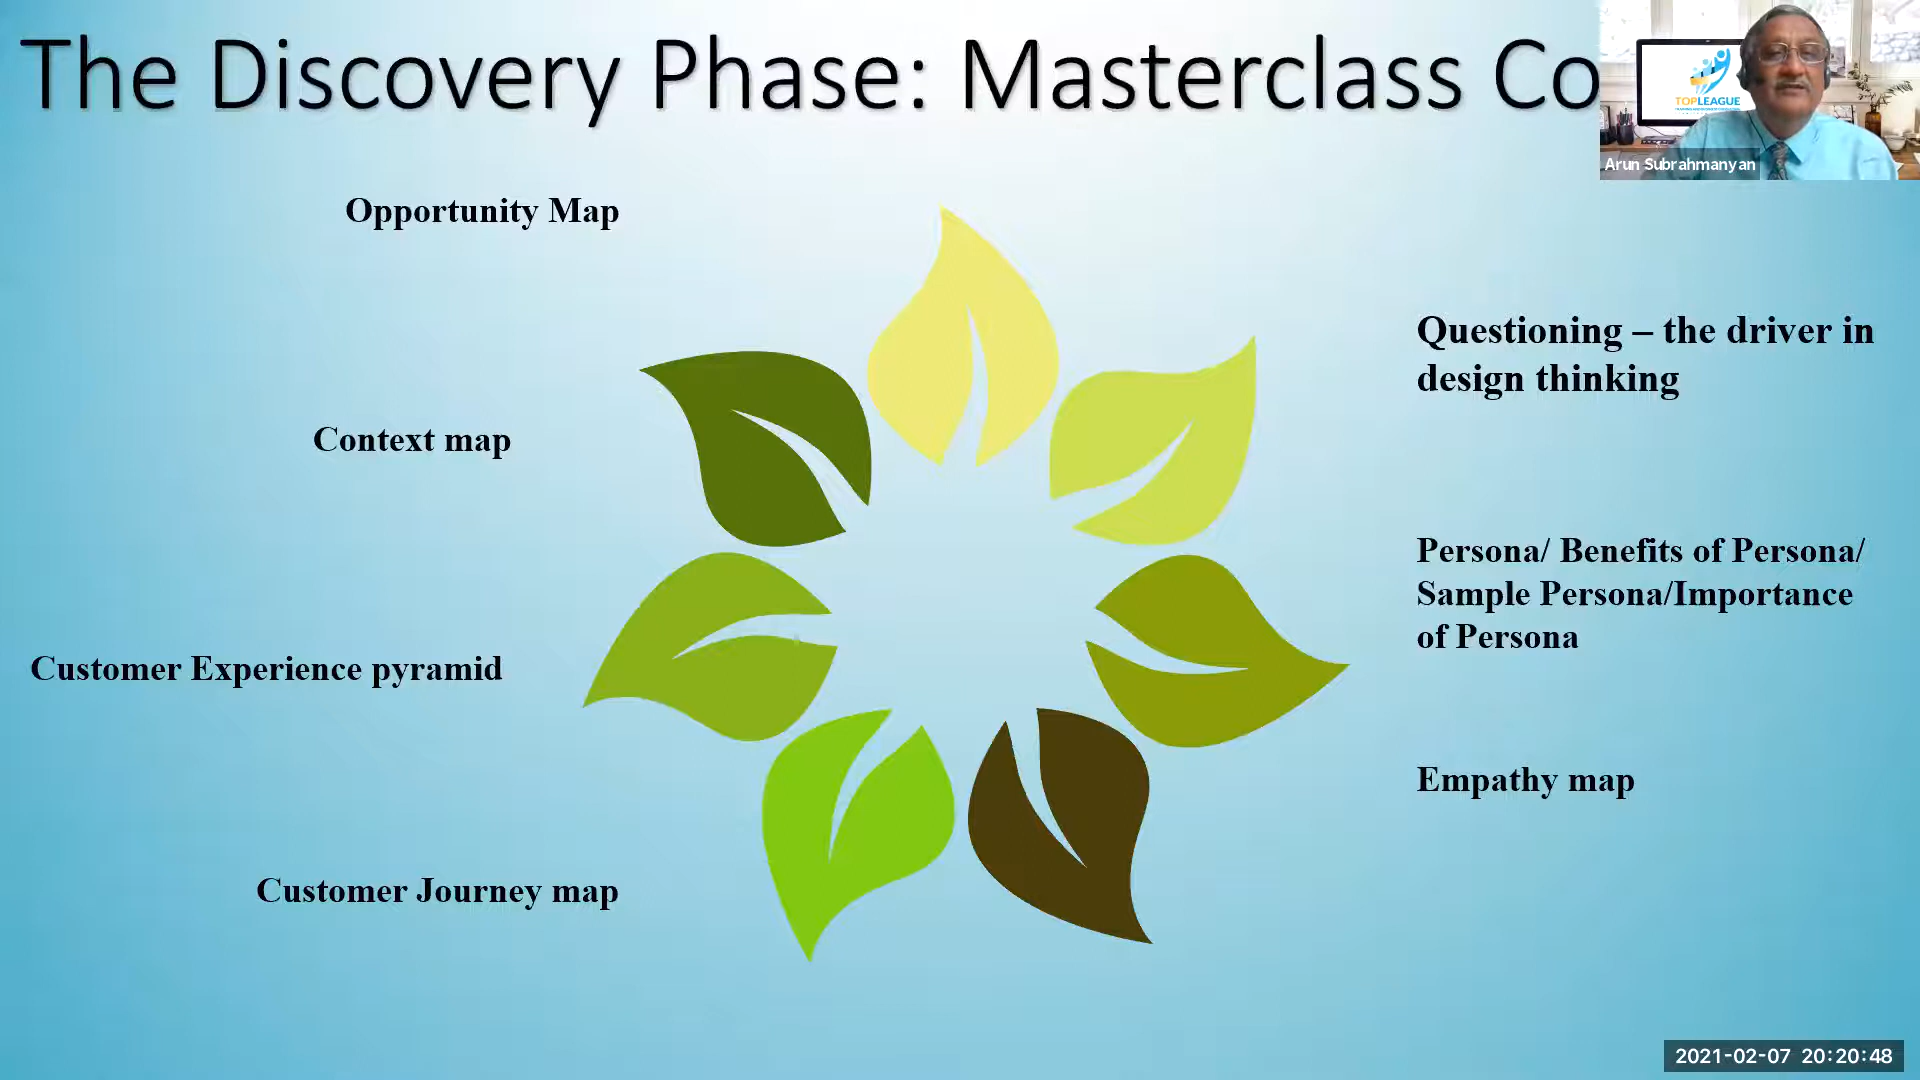 The Discovery Phase: Masterclass Co
TOPLEAGUE
Arun Subrahmanyan
Opportunity Map
Questioning – the driver in
design thinking
Context map
Persona/ Benefits of Persona/
Sample Persona/Importance
of Persona
Customer Experience pyramid
Empathy map
Customer Journey map
2021-02-07 20:20:48